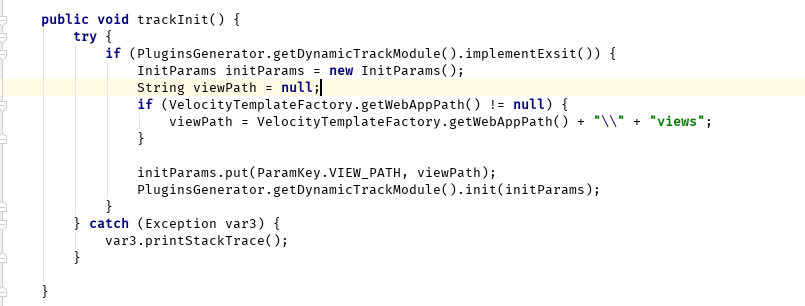 public void trackInit() {
    try {
        if (PluginsGenerator.getDynamicTrackModule().implementExsit()) {
            InitParams initParams = new InitParams();
            String viewPath = null;
            if (VelocityTemplateFactory.getWebAppPath() != null) {
                viewPath = VelocityTemplateFactory.getWebAppPath() + "\\" + "views";
            }

            initParams.put(ParamKey.VIEW_PATH, viewPath);
            PluginsGenerator.getDynamicTrackModule().init(initParams);
        }
    } catch (Exception var3) {
        var3.printStackTrace();
    }

}